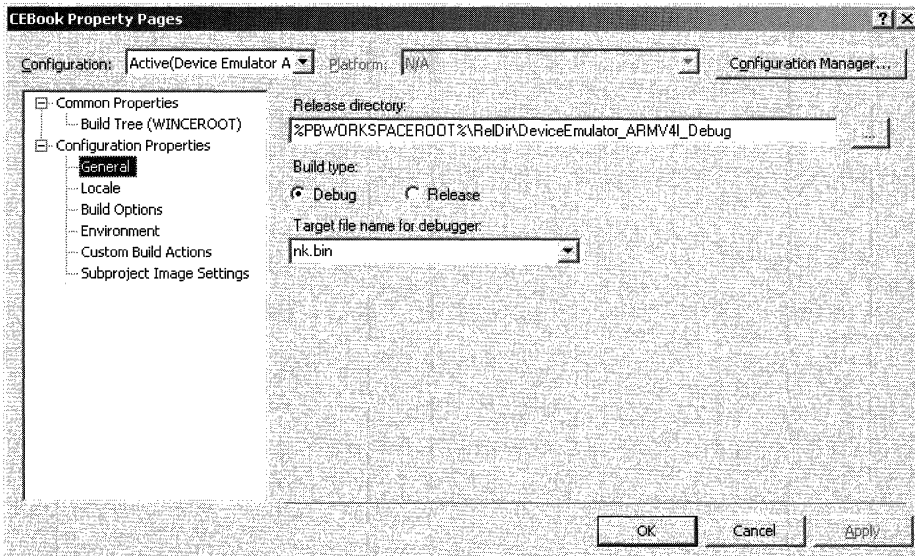 CEBook Property Pages
Configuration: Active(Device Emulator A Platform: N/A Configuration Manager...
Common Properties
Build Tree (WINCEROOT)
Configuration Properties
General
Locale
Build Options
Environment
Custom Build Actions
Subproject Image Settings
Release directory:
%PBWORKSPACEROOT%\RelDir\DeviceEmulator_ARMV4I_Debug
...
Build type:
Debug Release
Target file name for debugger:
nk.bin
OK Cancel Apply